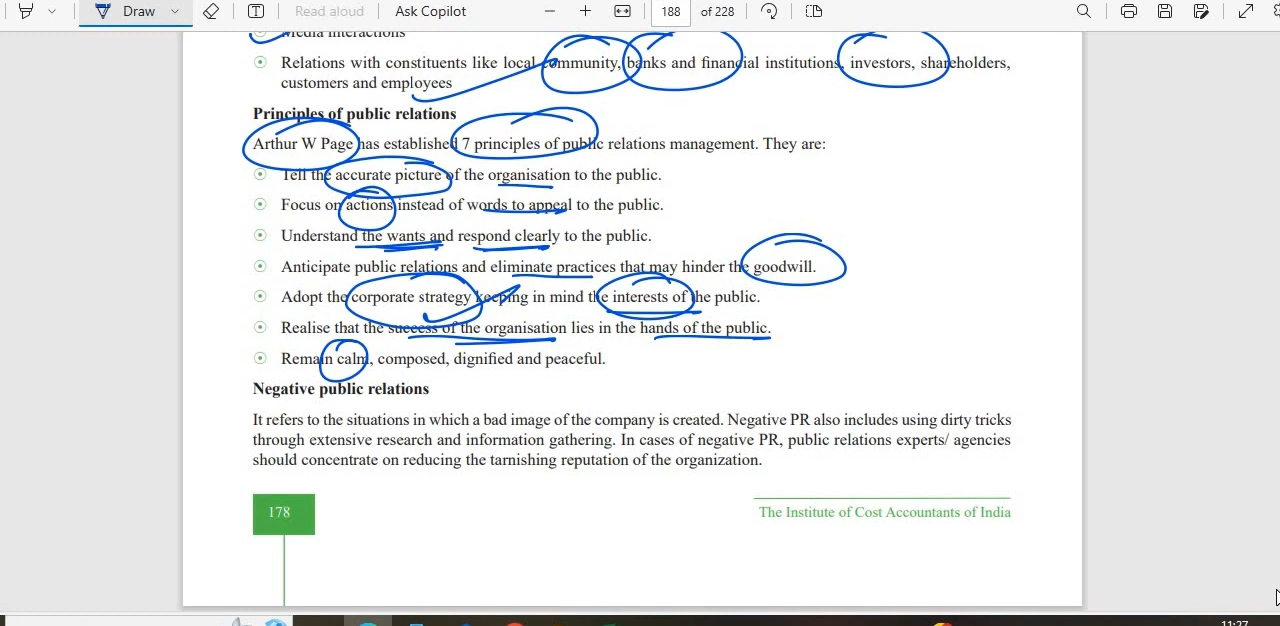 Draw
Read aloud
Ask Copilot
188 of 228
Media interactions
Relations with constituents like local community, banks and financial institutions, investors, shareholders,
customers and employees
Principles of public relations
Arthur W Page has established 7 principles of public relations management. They are:
Tell the accurate picture of the organisation to the public.
Focus on actions instead of words to appeal to the public.
Understand the wants and respond clearly to the public.
Anticipate public relations and eliminate practices that may hinder the goodwill.
Adopt the corporate strategy keeping in mind the interests of the public.
Realise that the success of the organisation lies in the hands of the public.
Remain calm, composed, dignified and peaceful.
Negative public relations
It refers to the situations in which a bad image of the company is created. Negative PR also includes using dirty tricks
through extensive research and information gathering. In cases of negative PR, public relations experts/ agencies
should concentrate on reducing the tarnishing reputation of the organization.
178
The Institute of Cost Accountants of India
11:27